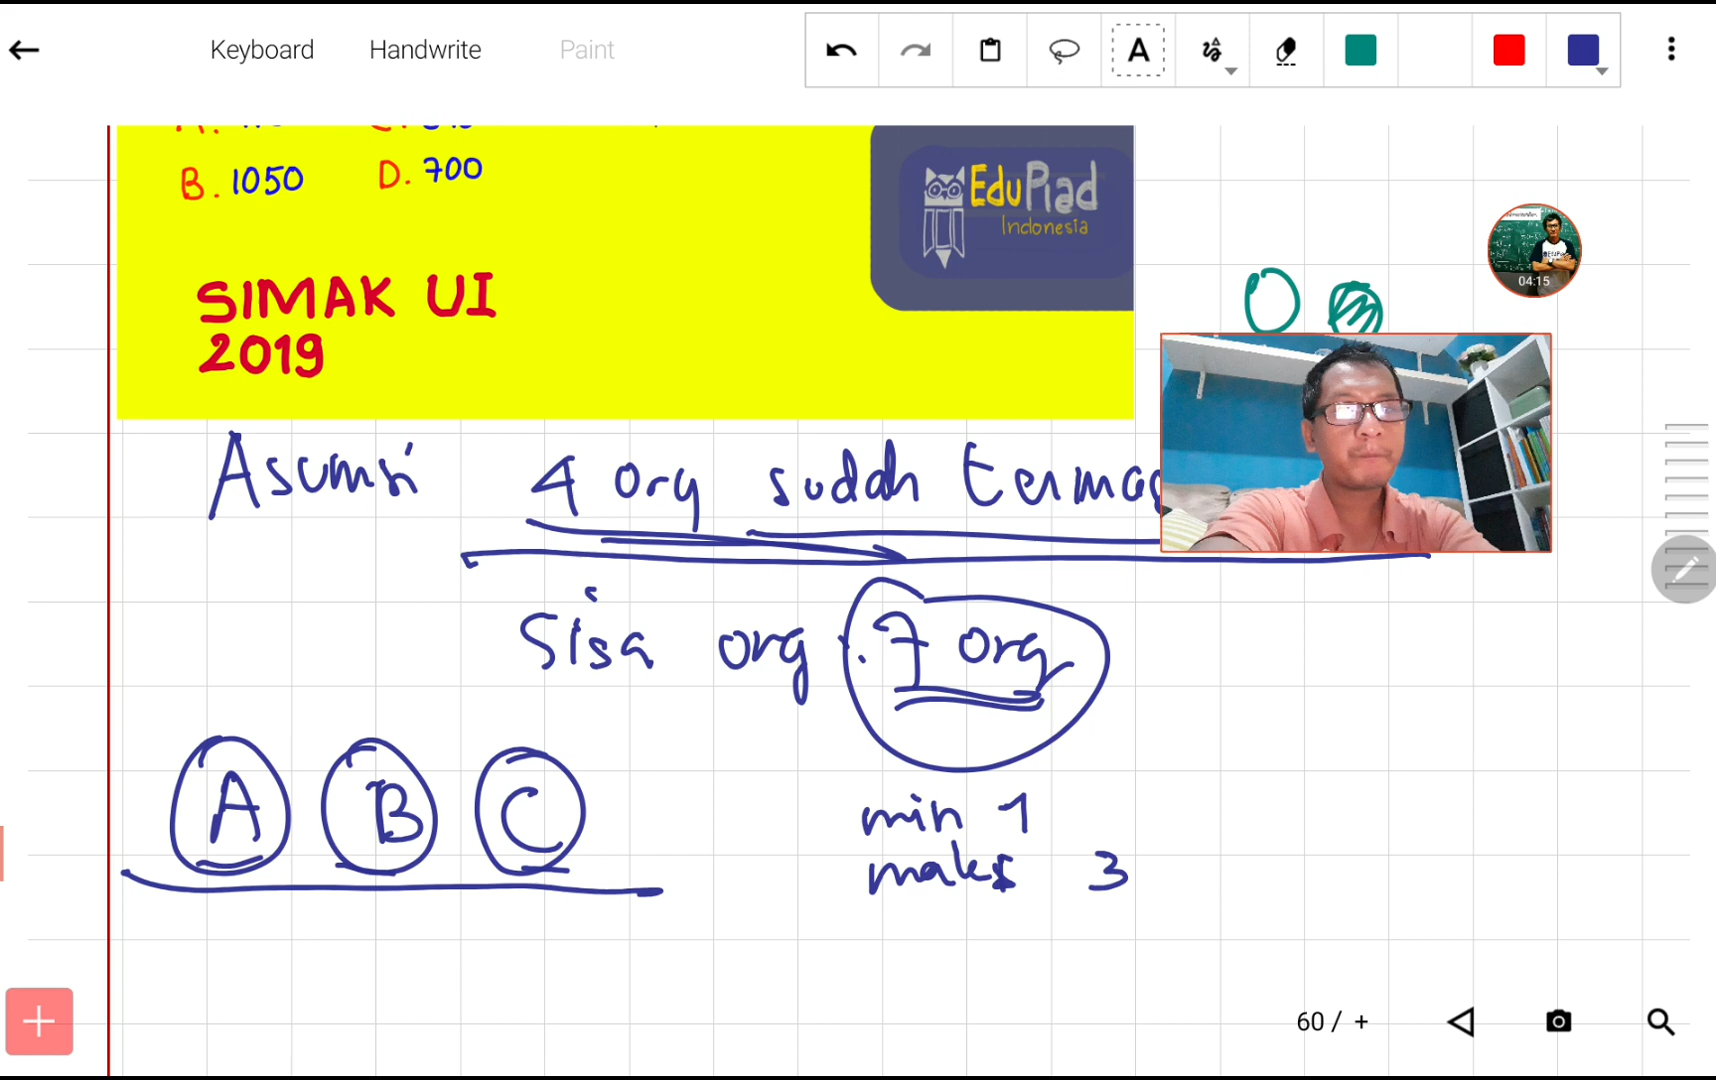 Keyboard Handwrite Paint
A
B. 1050 D. 700
EduPiad
Indonesia
SIMAK UI
2019
04:15
Asumsi 4 org sudah
Sisa org : 7 org
A B C
min 1
maks 3
60 / +